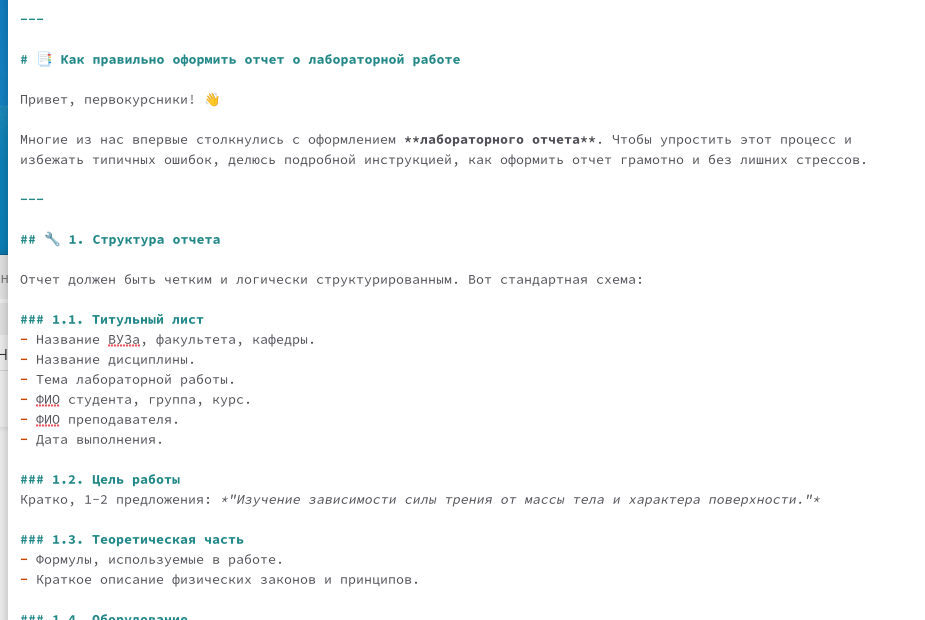 ---
# 📑 Как правильно оформить отчет о лабораторной работе
Привет, первокурсники! 👋
Многие из нас впервые столкнулись с оформлением **лабораторного отчета**. Чтобы упростить этот процесс и
избежать типичных ошибок, делюсь подробной инструкцией, как оформить отчет грамотно и без лишних стрессов.
---
## 🔧 1. Структура отчета
Отчет должен быть четким и логически структурированным. Вот стандартная схема:
### 1.1. Титульный лист
- Название ВУЗа, факультета, кафедры.
- Название дисциплины.
- Тема лабораторной работы.
- ФИО студента, группа, курс.
- ФИО преподавателя.
- Дата выполнения.
### 1.2. Цель работы
Кратко, 1-2 предложения: *"Изучение зависимости силы трения от массы тела и характера поверхности."*
### 1.3. Теоретическая часть
- Формулы, используемые в работе.
- Краткое описание физических законов и принципов.
### 1.4. Оборудование